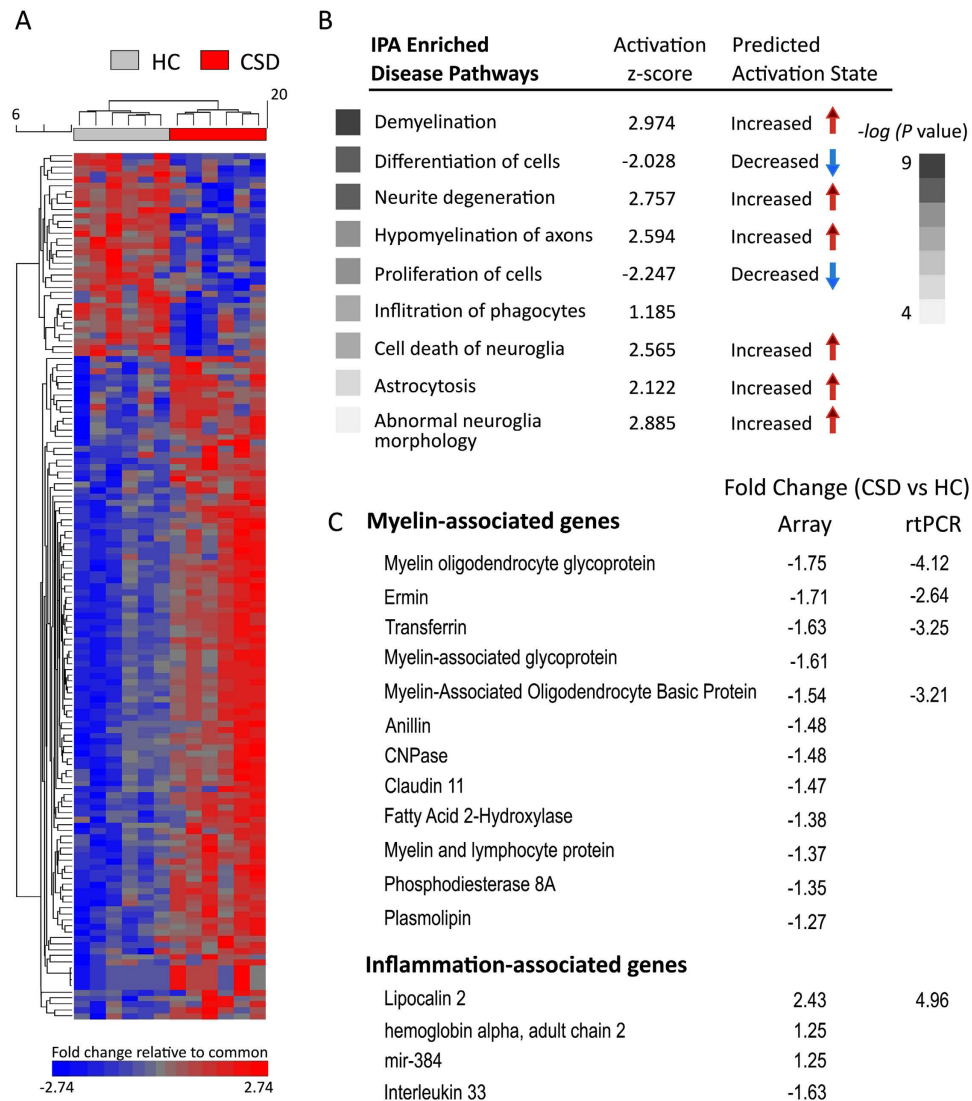 A
HC CSD
20
6
Fold change relative to common
-2.74 2.74
B
IPA Enriched Activation Predicted
Disease Pathways z-score Activation State
Demyelination 2.974 Increased
Differentiation of cells -2.028 Decreased
Neurite degeneration 2.757 Increased
Hypomyelination of axons 2.594 Increased
Proliferation of cells -2.247 Decreased
Inflitration of phagocytes 1.185
Cell death of neuroglia 2.565 Increased
Astrocytosis 2.122 Increased
Abnormal neuroglia
morphology 2.885 Increased
-log (P value)
9
4
Fold Change (CSD vs HC)
C Myelin-associated genes Array rtPCR
Myelin oligodendrocyte glycoprotein -1.75 -4.12
Ermin -1.71 -2.64
Transferrin -1.63 -3.25
Myelin-associated glycoprotein -1.61
Myelin-Associated Oligodendrocyte Basic Protein -1.54 -3.21
Anillin -1.48
CNPase -1.48
Claudin 11 -1.47
Fatty Acid 2-Hydroxylase -1.38
Myelin and lymphocyte protein -1.37
Phosphodiesterase 8A -1.35
Plasmolipin -1.27
Inflammation-associated genes
Lipocalin 2 2.43 4.96
hemoglobin alpha, adult chain 2 1.25
mir-384 1.25
Interleukin 33 -1.63